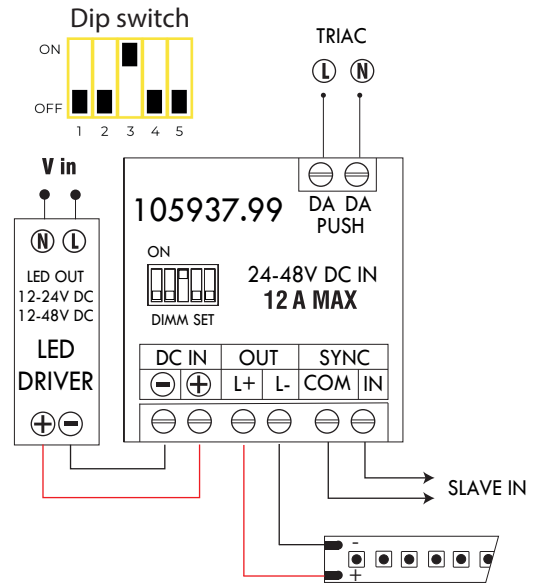 Dip switch
ON
OFF
1 2 3 4 5
TRIAC
L N
V in
N L
LED OUT
12-24V DC
12-48V DC
LED
DRIVER
+ -
105937.99
DA DA
PUSH
ON
DIMM SET
24-48V DC IN
12 A MAX
DC IN OUT SYNC
- + L+ L- COM IN
SLAVE IN
-
+